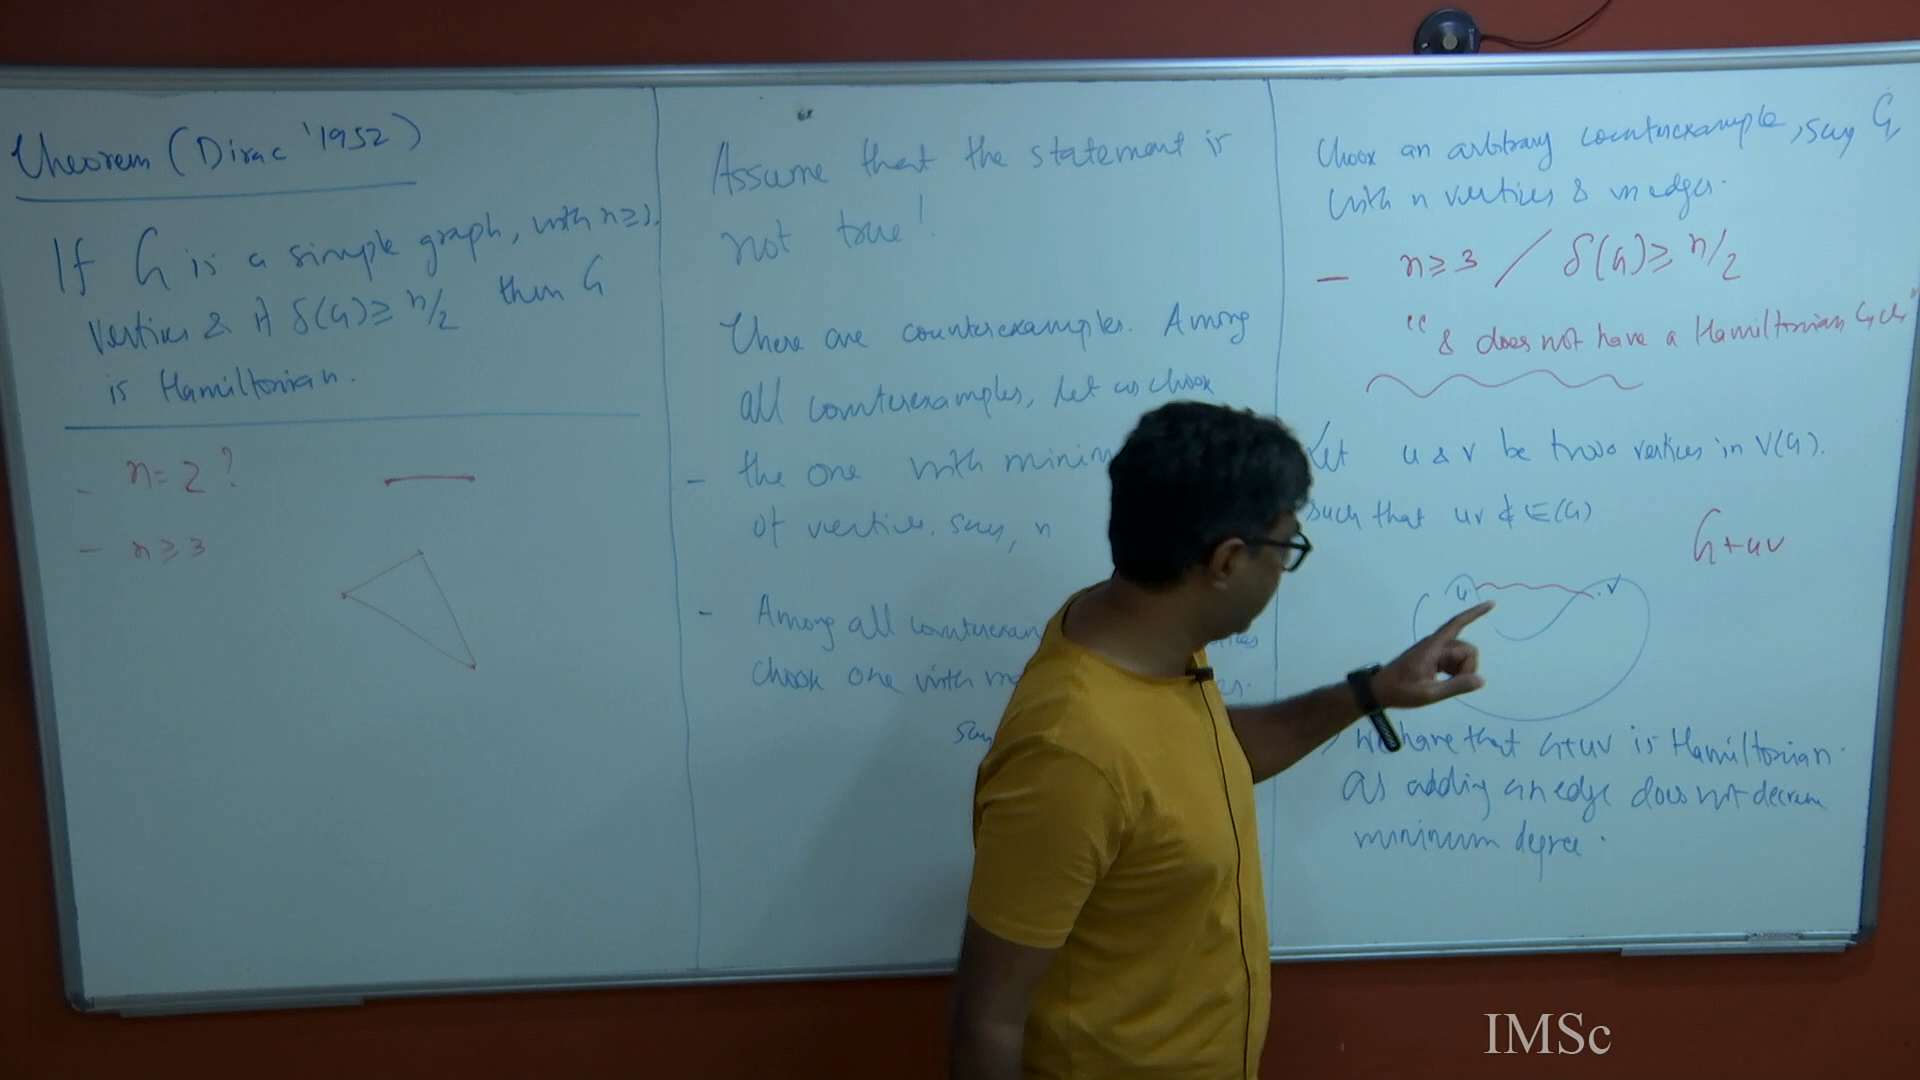 Theorem (Dirac '1952)
If G is a simple graph, with n≥3.
vertices & if δ(G)≥ n/2 then G
is Hamiltonian.
- n=2?
- n≥3
Assume that the statement is
not true!
There are counterexamples. Among
all counterexamples, let us choose
- the one with
of vertices, say, n
- Among all
choose one with
say
Choose an arbitrary counterexample, say G,
with n vertices & m edges.
- n≥3 / δ(G)≥ n/2
"& does not have a Hamiltonian Cycle"
Let u & v be two vertices in V(G).
such that uv ∉ E(G)
G+uv
u v
we have that G+uv is Hamiltonian.
as adding an edge does not decrease
minimum degree.
IMSc